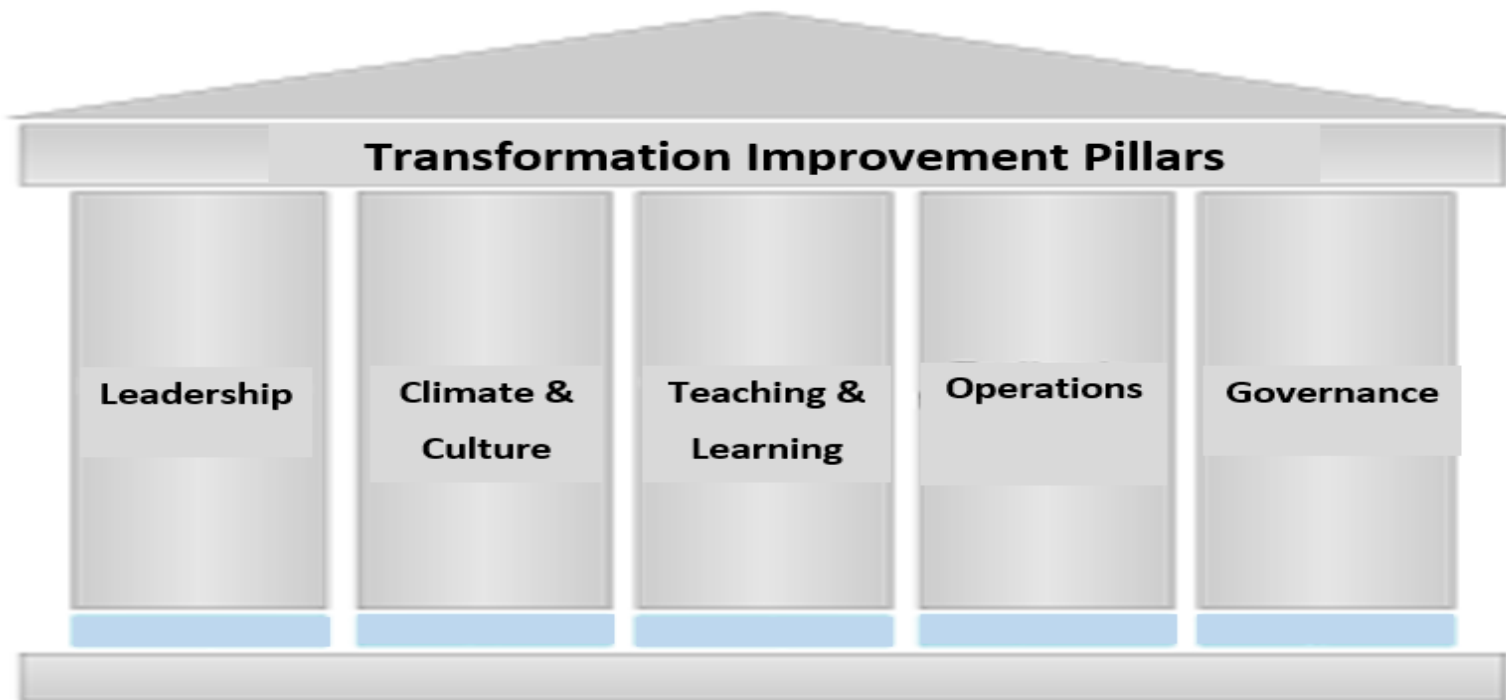 Transformation Improvement Pillars
Leadership
Climate &
Culture
Teaching &
Learning
Operations
Governance